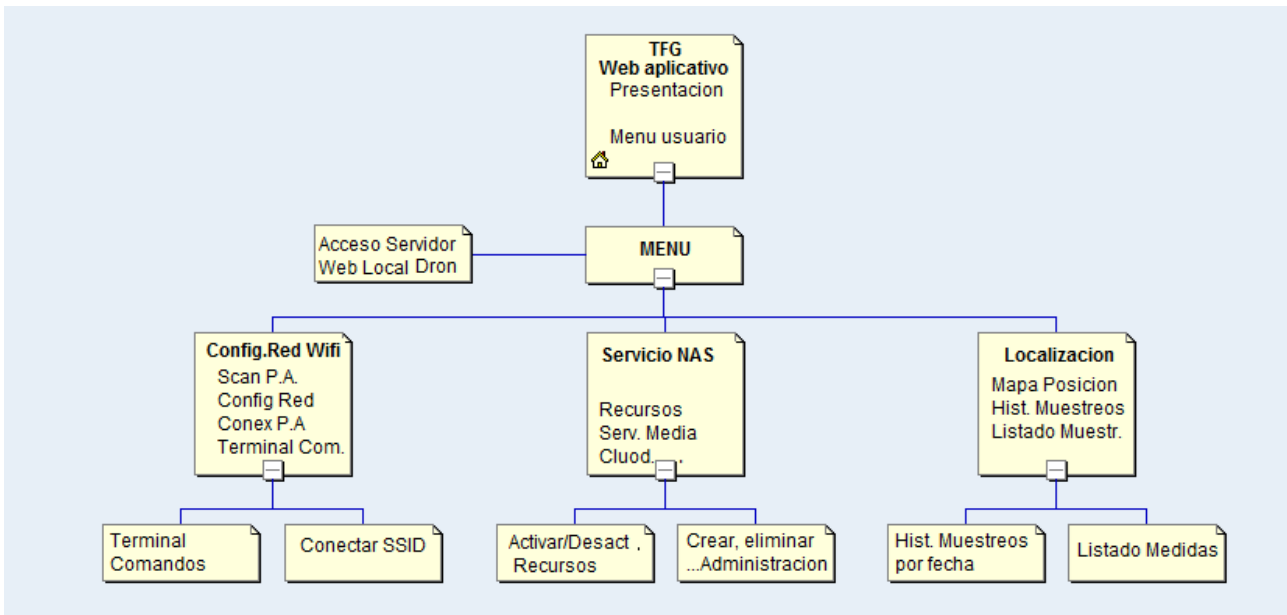 TFG
Web aplicativo
Presentacion
Menu usuario
Acceso Servidor
Web Local Dron
MENU
Config.Red Wifi
Scan P.A.
Config Red
Conex P.A
Terminal Com.
Servicio NAS
Recursos
Serv. Media
Cluod. .
Localizacion
Mapa Posicion
Hist. Muestreos
Listado Muestr.
Terminal
Comandos
Conectar SSID
Activar/Desact .
Recursos
Crear, eliminar
...Administracion
Hist. Muestreos
por fecha
Listado Medidas